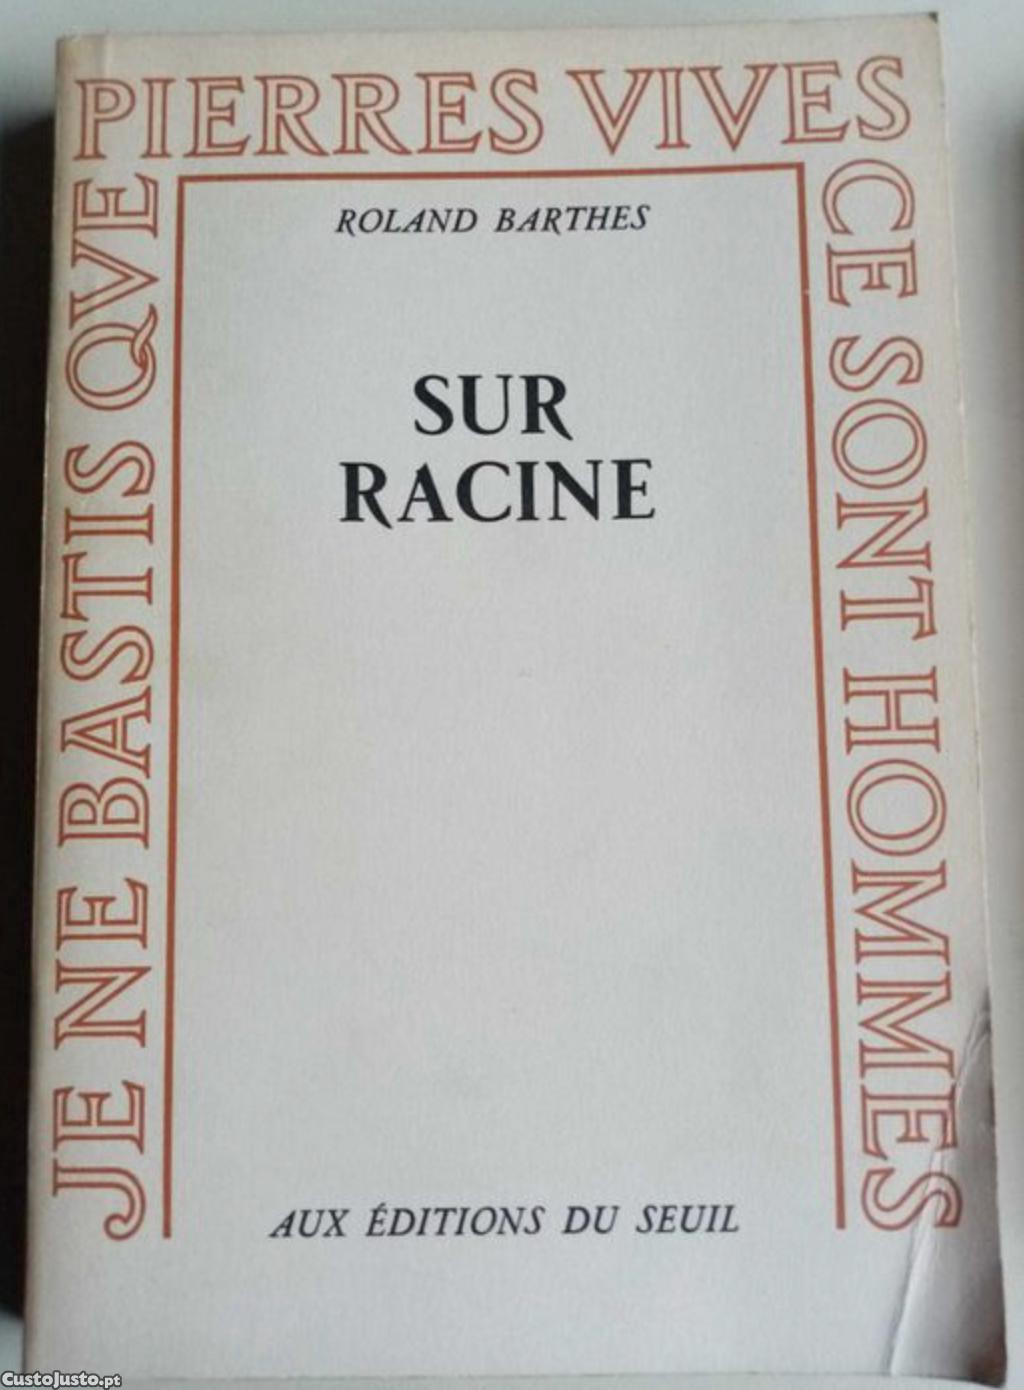 JE NE BASTIS QVE
PIERRES VIVES
CE SONT HOMMES
ROLAND BARTHES
SUR
RACINE
AUX ÉDITIONS DU SEUIL
CustoJusto.pt